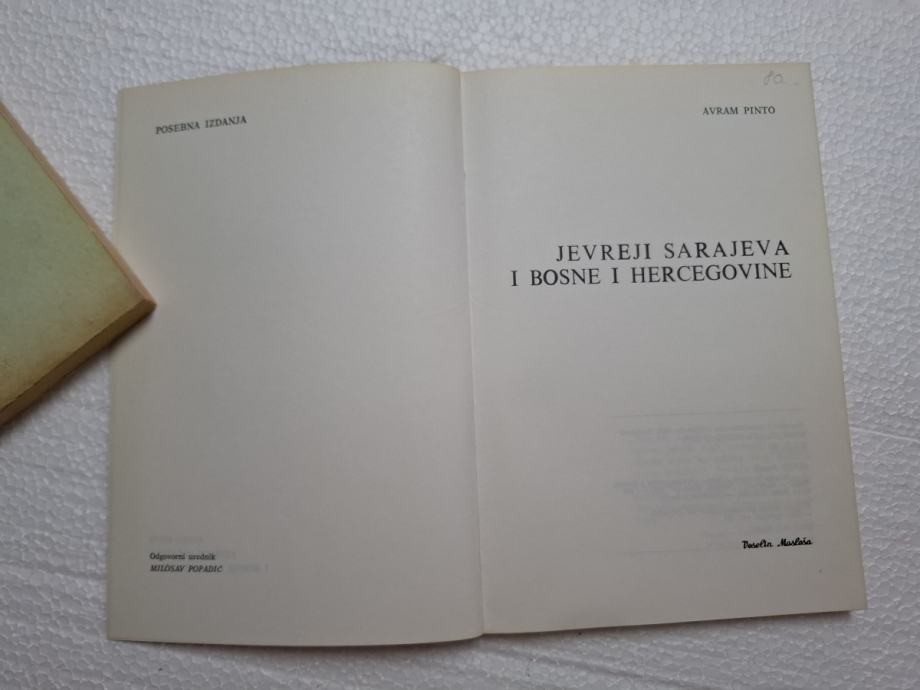 POSEBNA IZDANJA
Odgovorni urednik
MILOSAV POPADIĆ
80
AVRAM PINTO
JEVREJI SARAJEVA
I BOSNE I HERCEGOVINE
Veselin Masleša